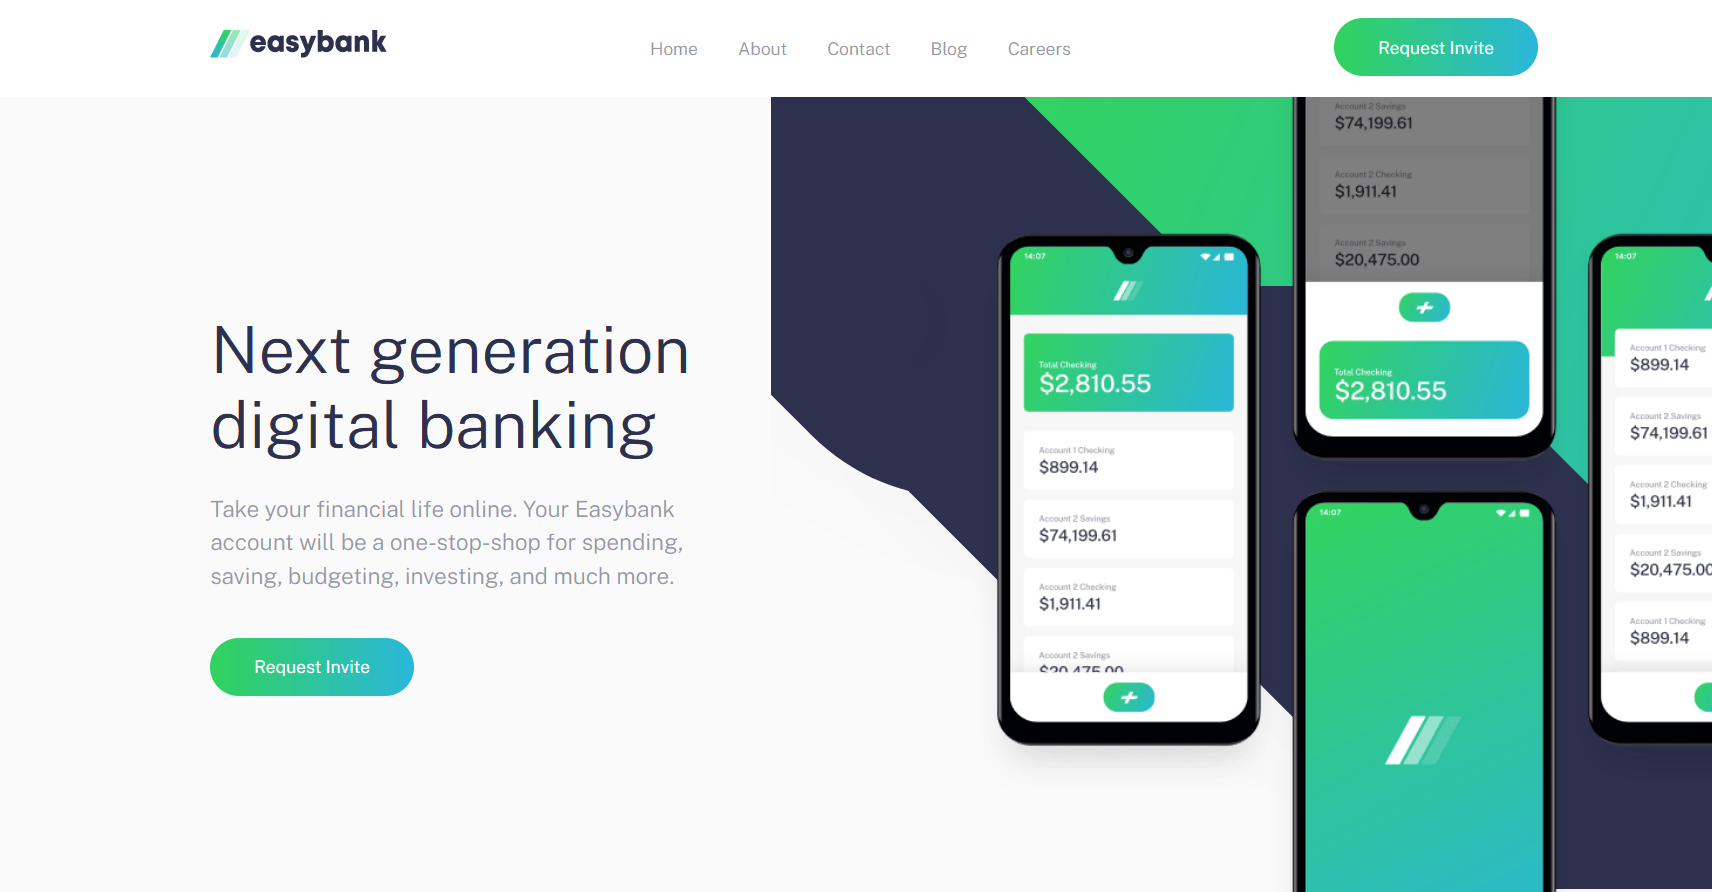 easybank
Home
About
Contact
Blog
Careers
Request Invite
Next generation
digital banking
Take your financial life online. Your Easybank
account will be a one-stop-shop for spending,
saving, budgeting, investing, and much more.
Request Invite
14:07
Total Checking
$2,810.55
Account 1 Checking
$899.14
Account 2 Savings
$74,199.61
Account 2 Checking
$1,911.41
Account 2 Savings
$20,475.00
Account 2 Savings
$74,199.61
Account 2 Checking
$1,911.41
Account 2 Savings
$20,475.00
Total Checking
$2,810.55
14:07
14:07
Account 1 Checking
$899.14
Account 2 Savings
$74,199.61
Account 2 Checking
$1,911.41
Account 2 Savings
$20,475.00
Account 1 Checking
$899.14